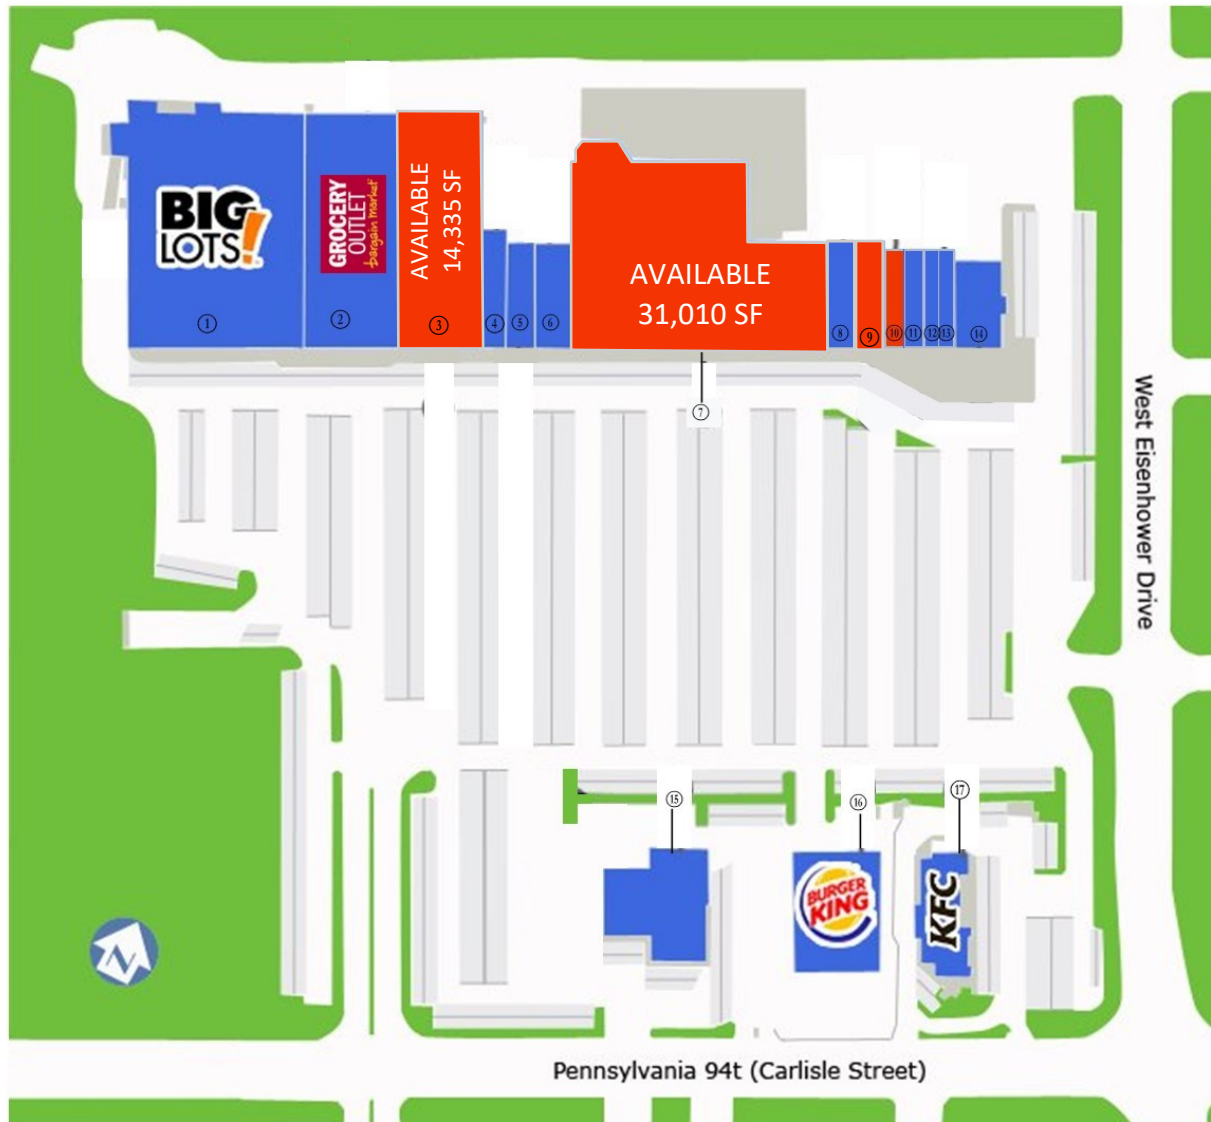 BIG
LOTS!
GROCERY
OUTLET
bargain market
AVAILABLE
14,335 SF
AVAILABLE
31,010 SF
1
2
3
4
5
6
7
8
9
10
11
12
13
14
West Eisenhower Drive
15
16
17
BURGER
KING
KFC
N
Pennsylvania 94t (Carlisle Street)